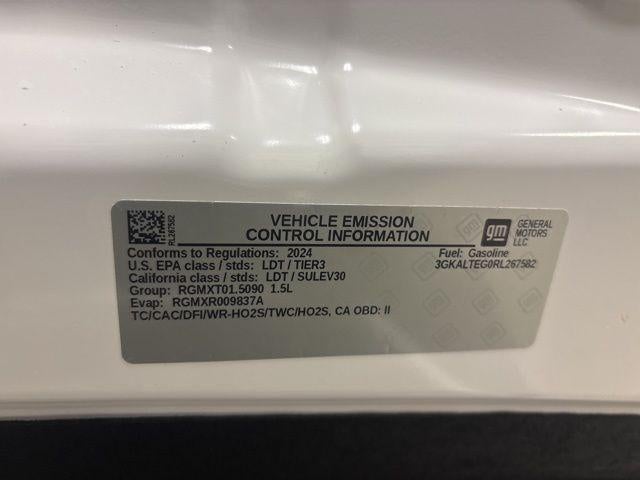 RL267582
VEHICLE EMISSION
CONTROL INFORMATION
gm
GENERAL
MOTORS
LLC
Conforms to Regulations: 2024
Fuel: Gasoline
U.S. EPA class / stds: LDT / TIER3
3GKALTEG0RL267582
California class / stds: LDT / SULEV30
Group: RGMXT01.5090 1.5L
Evap: RGMXR009837A
TC/CAC/DFI/WR-HO2S/TWC/HO2S, CA OBD: II